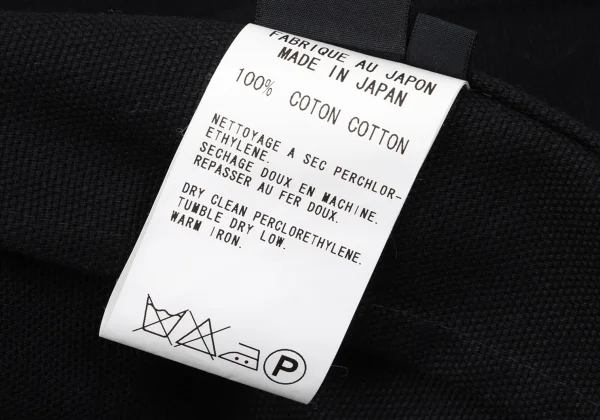 FABRIQUE AU JAPON
MADE IN JAPAN
100% COTON COTTON
NETTOYAGE A SEC PERCHLOR-
ETHYLENE.
SECHAGE DOUX EN MACHINE.
REPASSER AU FER DOUX.
DRY CLEAN PERCLORETHYLENE.
TUMBLE DRY LOW.
WARM IRON.
P